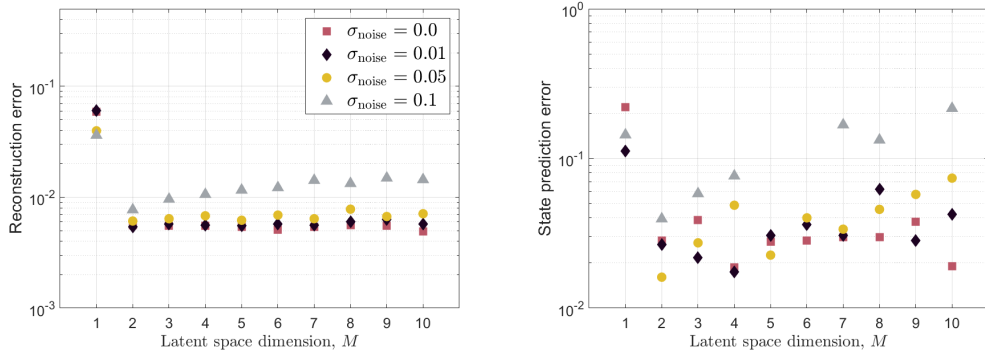 Reconstruction error
10⁻¹
10⁻²
10⁻³
σnoise = 0.0
σnoise = 0.01
σnoise = 0.05
σnoise = 0.1
1 2 3 4 5 6 7 8 9 10
Latent space dimension, M
State prediction error
10⁰
10⁻¹
10⁻²
1 2 3 4 5 6 7 8 9 10
Latent space dimension, M